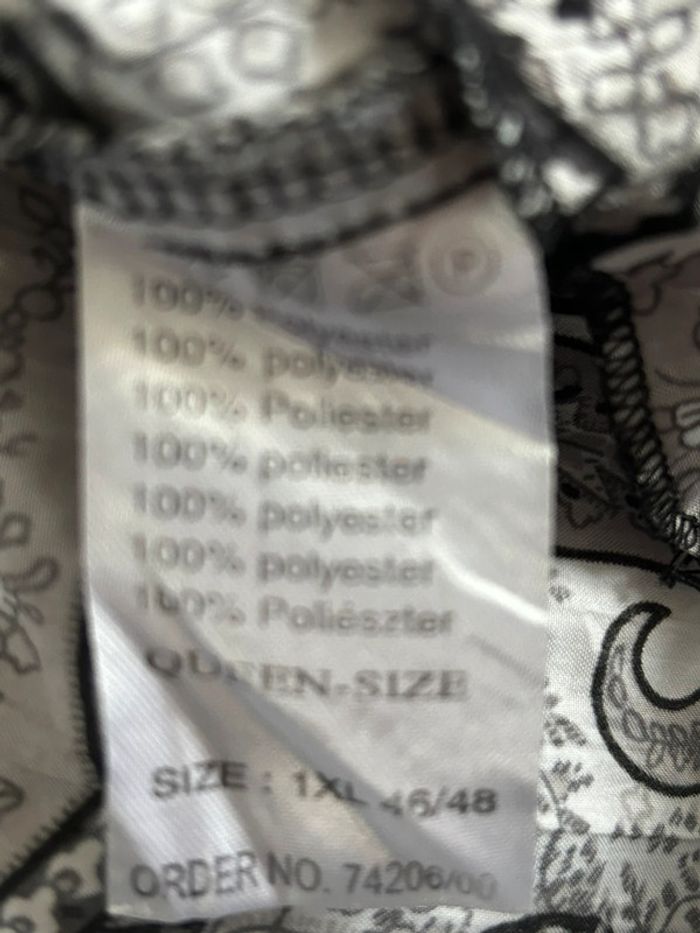 100% polyester
100% polyester
100% Poliester
100% poliester
100% polyester
100% polyester
100% Poliészter
QUEEN-SIZE
SIZE : 1XL 46/48
ORDER NO. 74206/00